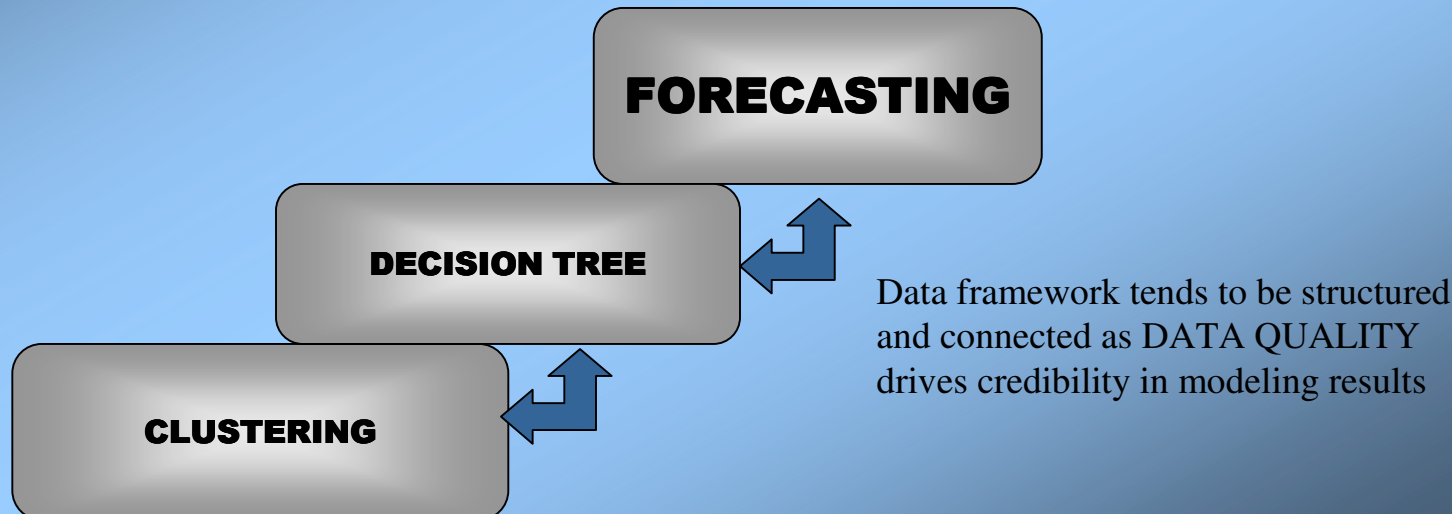 FORECASTING
DECISION TREE
Data framework tends to be structured
and connected as DATA QUALITY
drives credibility in modeling results
CLUSTERING